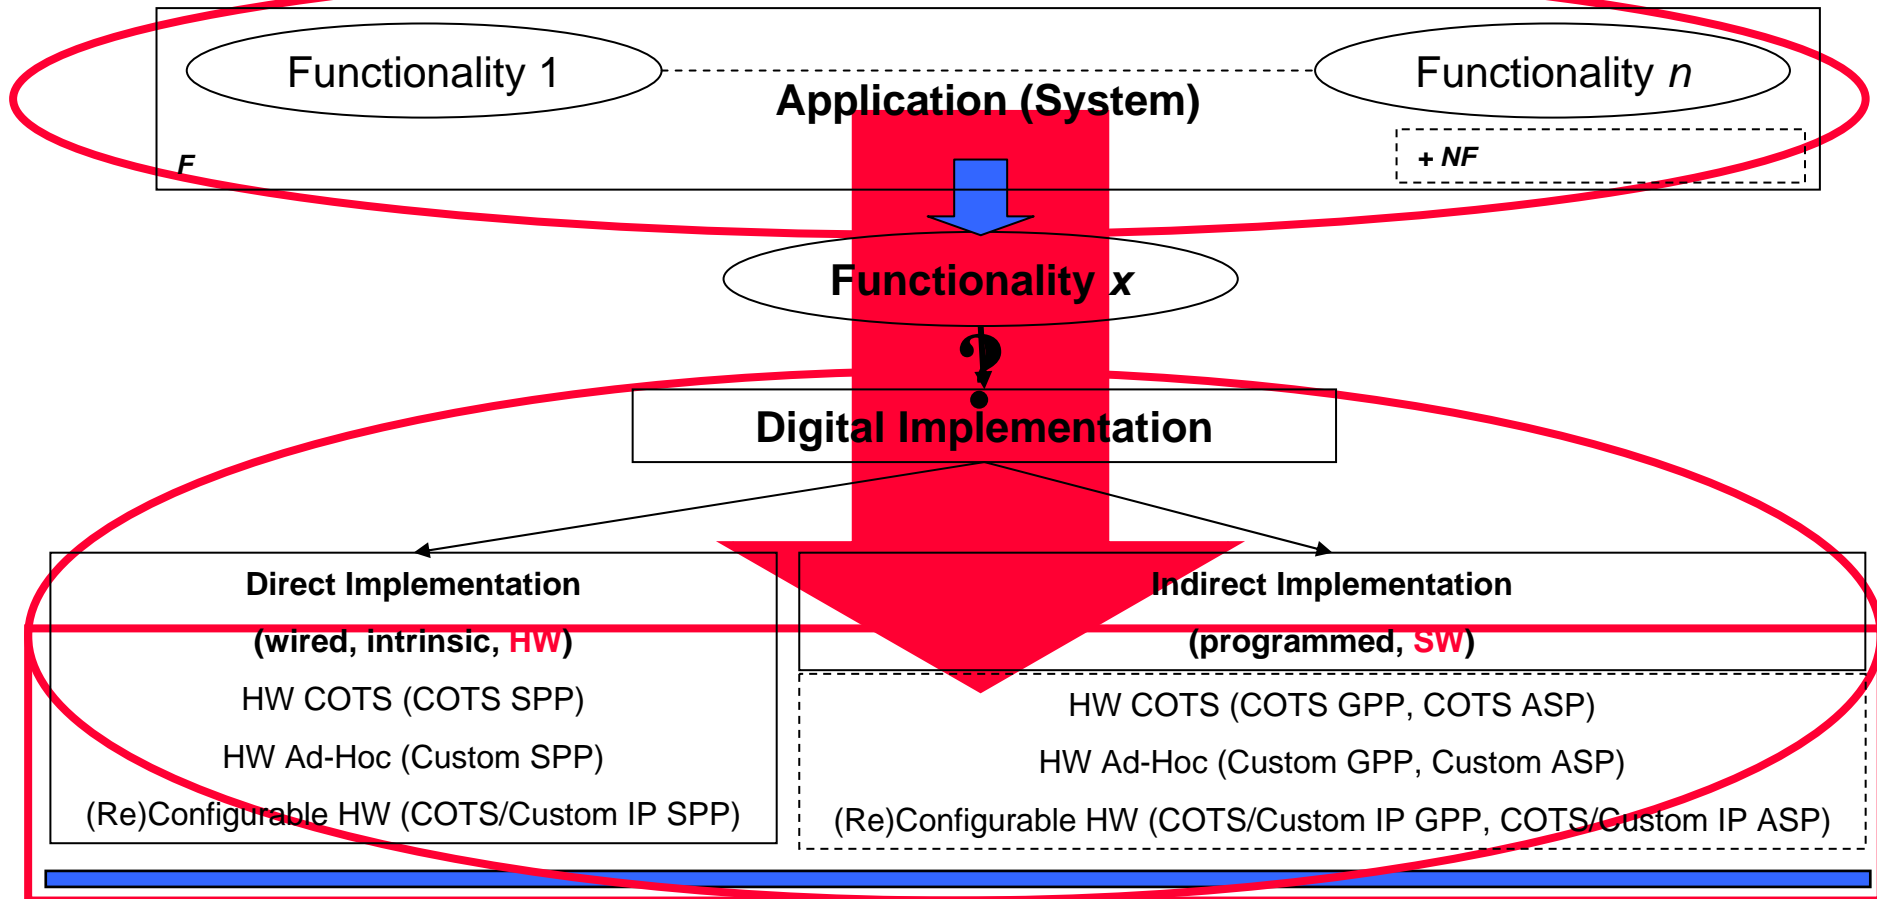 Functionality 1
Functionality n
Application (System)
F
+ NF
Functionality x
?
Digital Implementation
Direct Implementation
(wired, intrinsic, HW)
HW COTS (COTS SPP)
HW Ad-Hoc (Custom SPP)
(Re)Configurable HW (COTS/Custom IP SPP)
Indirect Implementation
(programmed, SW)
HW COTS (COTS GPP, COTS ASP)
HW Ad-Hoc (Custom GPP, Custom ASP)
(Re)Configurable HW (COTS/Custom IP GPP, COTS/Custom IP ASP)